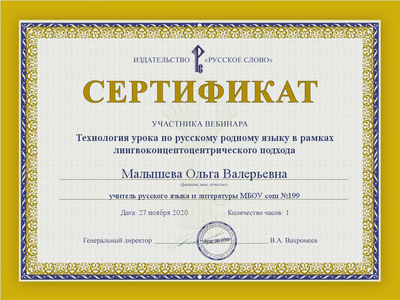 ИЗДАТЕЛЬСТВО «РУССКОЕ СЛОВО»
СЕРТИФИКАТ
УЧАСТНИКА ВЕБИНАРА
Технология урока по русскому родному языку в рамках
лингвоконцептоцентрического подхода
Малышева Ольга Валерьевна
(фамилия, имя, отчество)
учитель русского языка и литературы МБОУ сош №199
Дата: 27 ноября 2020 Количество часов: 1
Генеральный директор В.А. Вахромеев